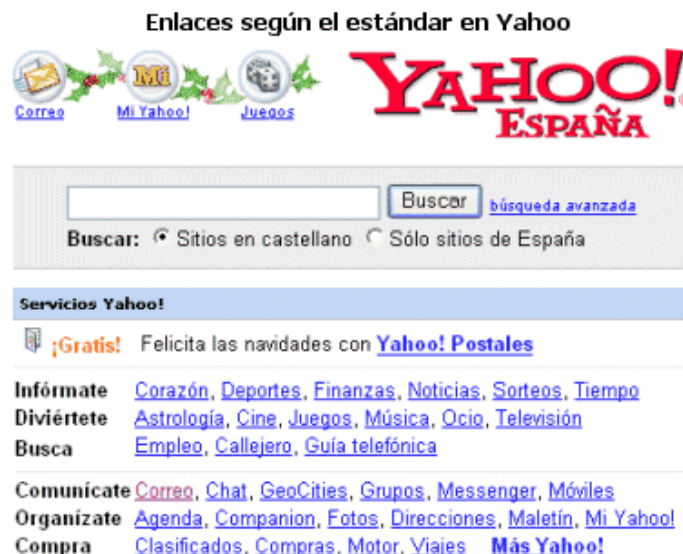 Enlaces según el estándar en Yahoo
Correo Mi Yahoo! Juegos
Mi
YAHOO!
ESPAÑA
Buscar búsqueda avanzada
Buscar: Sitios en castellano Sólo sitios de España
Servicios Yahoo!
¡Gratis! Felicita las navidades con Yahoo! Postales
Infórmate Corazón, Deportes, Finanzas, Noticias, Sorteos, Tiempo
Diviértete Astrología, Cine, Juegos, Música, Ocio, Televisión
Busca Empleo, Callejero, Guía telefónica
Comunícate Correo, Chat, GeoCities, Grupos, Messenger, Móviles
Organízate Agenda, Companion, Fotos, Direcciones, Maletín, Mi Yahoo!
Compra Clasificados, Compras, Motor, Viajes Más Yahoo!